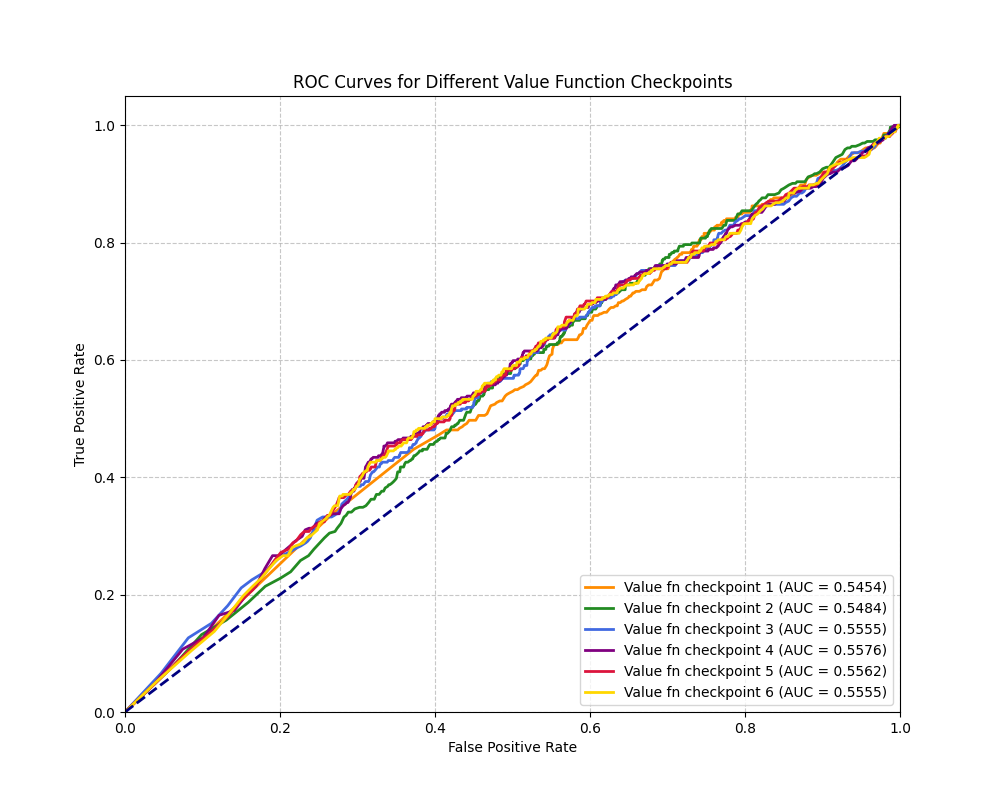 ROC Curves for Different Value Function Checkpoints
1.0
0.8
0.6
0.4
0.2
0.0
True Positive Rate
Value fn checkpoint 1 (AUC = 0.5454)
Value fn checkpoint 2 (AUC = 0.5484)
Value fn checkpoint 3 (AUC = 0.5555)
Value fn checkpoint 4 (AUC = 0.5576)
Value fn checkpoint 5 (AUC = 0.5562)
Value fn checkpoint 6 (AUC = 0.5555)
0.0 0.2 0.4 0.6 0.8 1.0
False Positive Rate